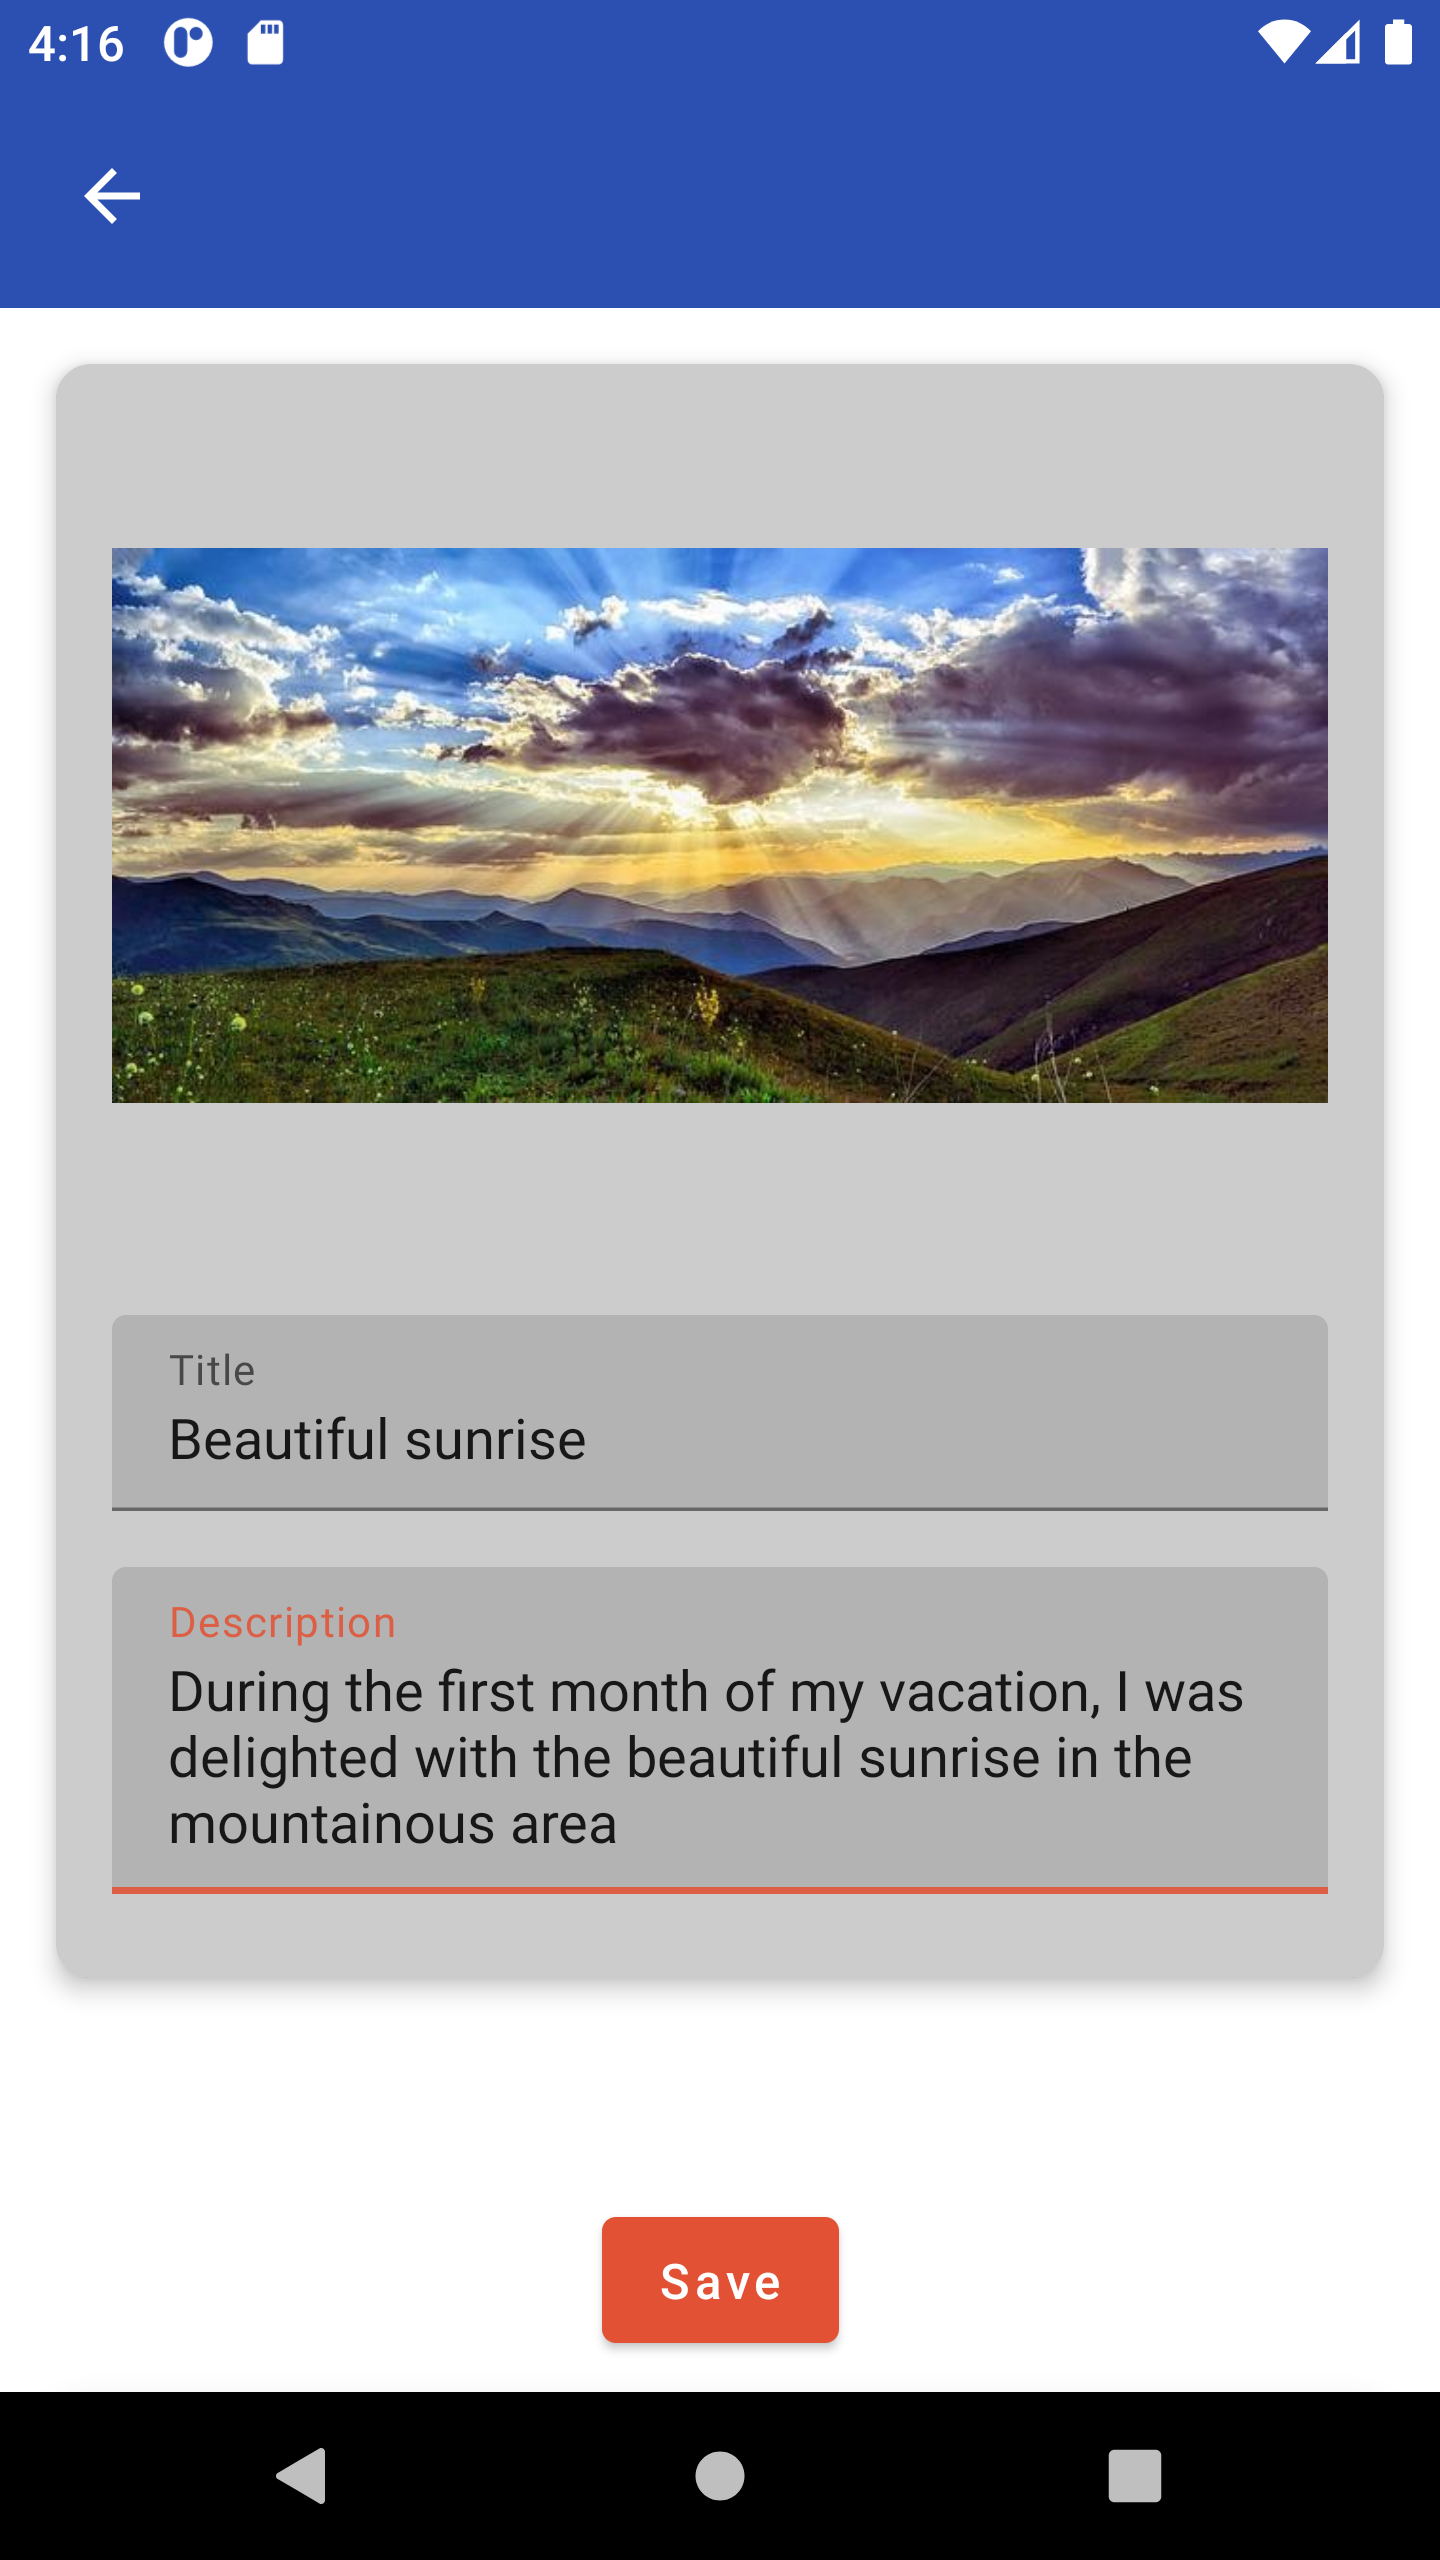 4:16
Title
Beautiful sunrise
Description
During the first month of my vacation, I was
delighted with the beautiful sunrise in the
mountainous area
Save